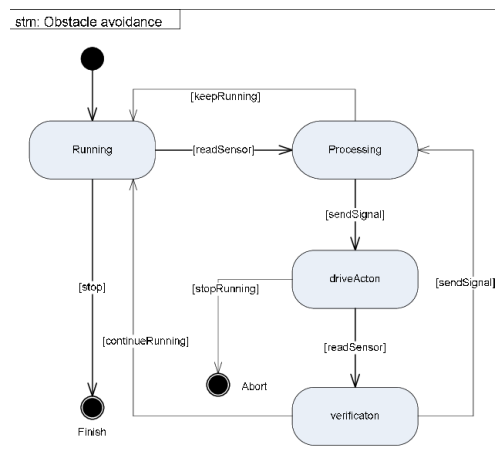 stm: Obstacle avoidance
[keepRunning]
Running
[readSensor]
Processing
[sendSignal]
driveActon
[stop]
[stopRunning]
[sendSignal]
[continueRunning]
[readSensor]
Abort
verificaton
Finish